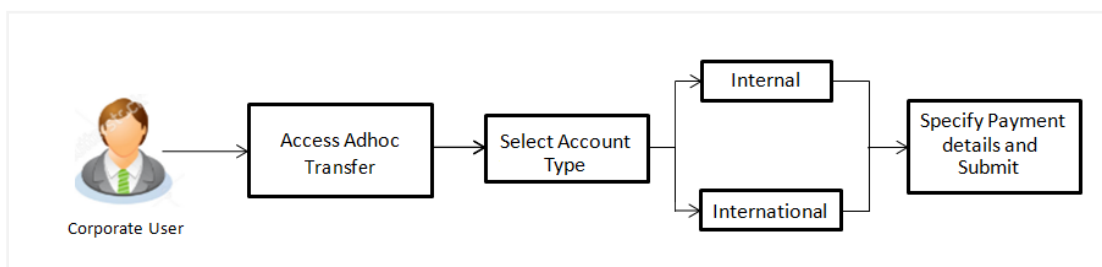 Access Adhoc
Transfer
Select Account
Type
Internal
International
Specify Payment
details and
Submit
Corporate User